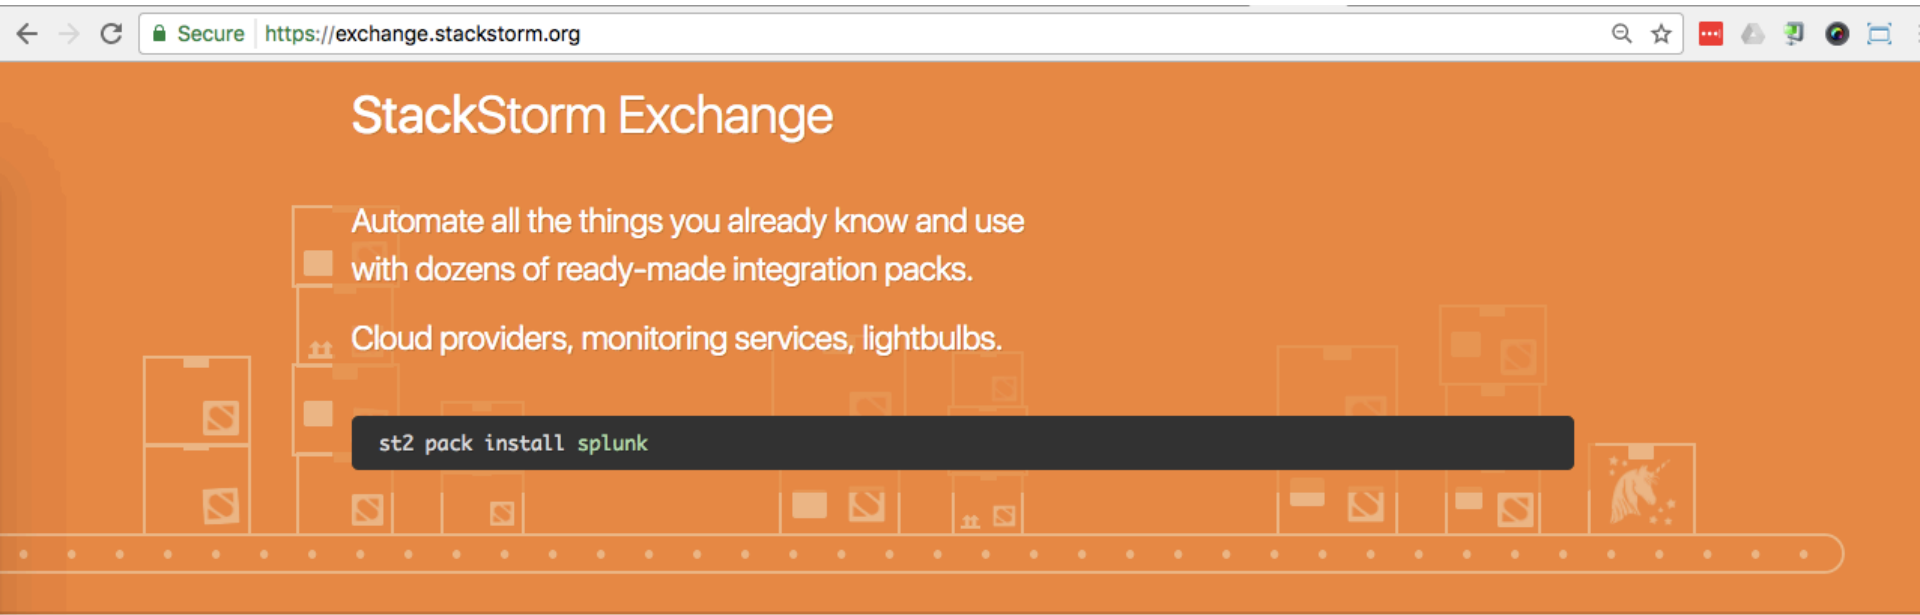 Secure https://exchange.stackstorm.org
StackStorm Exchange
Automate all the things you already know and use
with dozens of ready-made integration packs.
Cloud providers, monitoring services, lightbulbs.
st2 pack install splunk